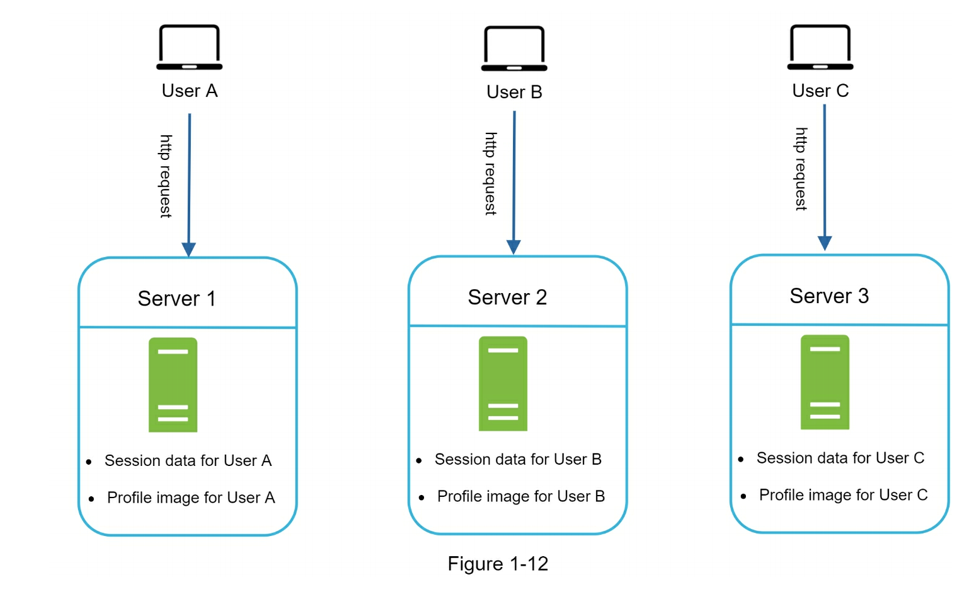 User A
User B
User C
http request
http request
http request
Server 1
Server 2
Server 3
• Session data for User A
• Profile image for User A
• Session data for User B
• Profile image for User B
• Session data for User C
• Profile image for User C
Figure 1-12